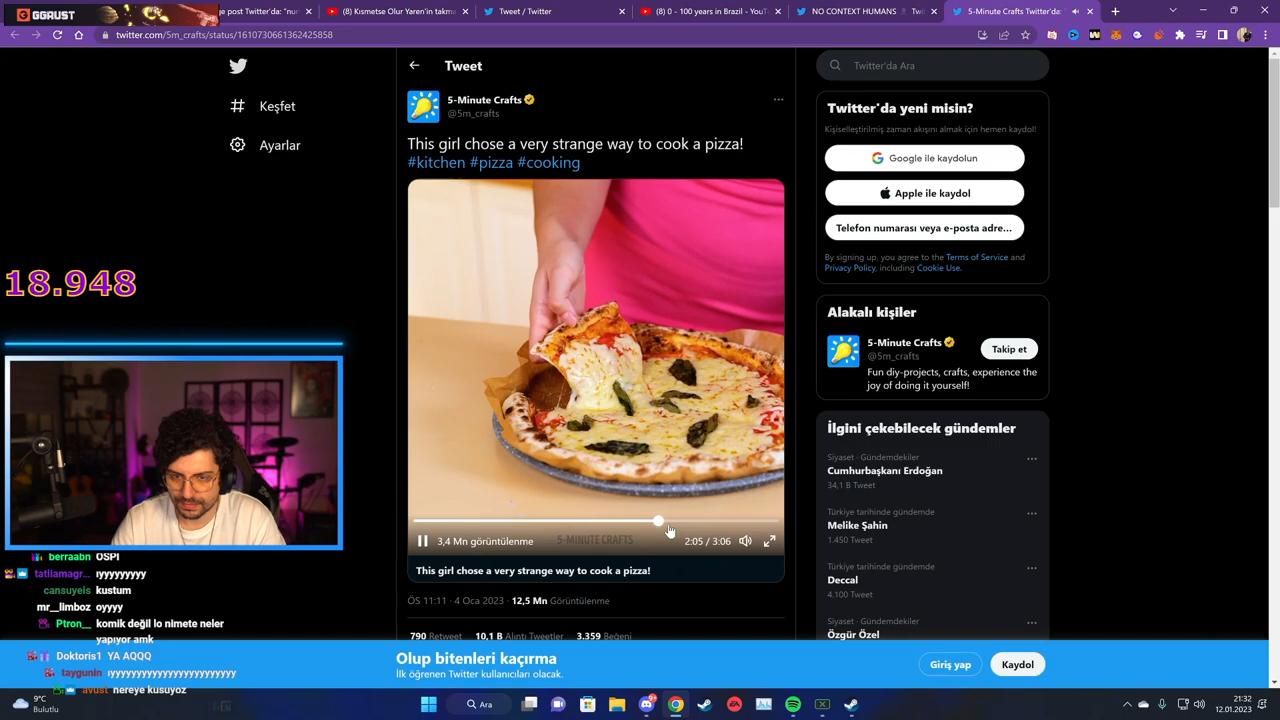 GGRUST
e post Twitter'da: "nur
(8) Kismetse Olur Yeren'in takma
Tweet / Twitter
(8) 0 - 100 in Brazil - YouT
NO CONTEXT HUMANS
Twi
5-Minute Crafts Twitter'da:
twitter.com/5m_crafts/status/1610730661362425858
Keşfet
Ayarlar
Tweet
5-Minute Crafts
@5m_crafts
This girl chose a very strange way to cook a pizza!
#kitchen #pizza #cooking
3,4 Mn görüntülenme
5-MINUTE CRAFTS
2:05 / 3:06
This girl chose a very strange way to cook a pizza!
ÖS 11:11 · 4 Oca 2023 · 12,5 Mn Görüntülenme
790 Retweet 10,1 B Alıntı Tweetler 3.359 Beğeni
Twitter'da Ara
Twitter'da yeni misin?
Kişiselleştirilmiş zaman akışını almak için hemen kaydol!
Google ile kaydolun
Apple ile kaydol
Telefon numarası veya e-posta adre...
By signing up, you agree to the Terms of Service and
Privacy Policy, including Cookie Use.
Alakalı kişiler
5-Minute Crafts
@5m_crafts
Takip et
Fun diy-projects, crafts, experience the
joy of doing it yourself!
İlgini çekebilecek gündemler
Siyaset · Gündemdekiler
Cumhurbaşkanı Erdoğan
34,1 B Tweet
Türkiye tarihinde gündemde
Melike Şahin
1.450 Tweet
Türkiye tarihinde gündemde
Deccal
4.100 Tweet
Siyaset · Gündemdekiler
Özgür Özel
18.948
berraabn OSPİ
tatliamagr... ıyyyyyyyyy
cansuyeis kustum
mr__limboz oyyyy
Ptron__ komik değil lo nimete neler
yapıyor amk
Doktoris1 YA AQQQ
taygunin ıyyyyyyyyyyyyyyyyyyyyyyyy
avust nereye kusuyoz
Olup bitenleri kaçırma
İlk öğrenen Twitter kullanıcıları olacak.
Giriş yap
Kaydol
9°C
Bulutlu
Ara
21:32
12.01.2023